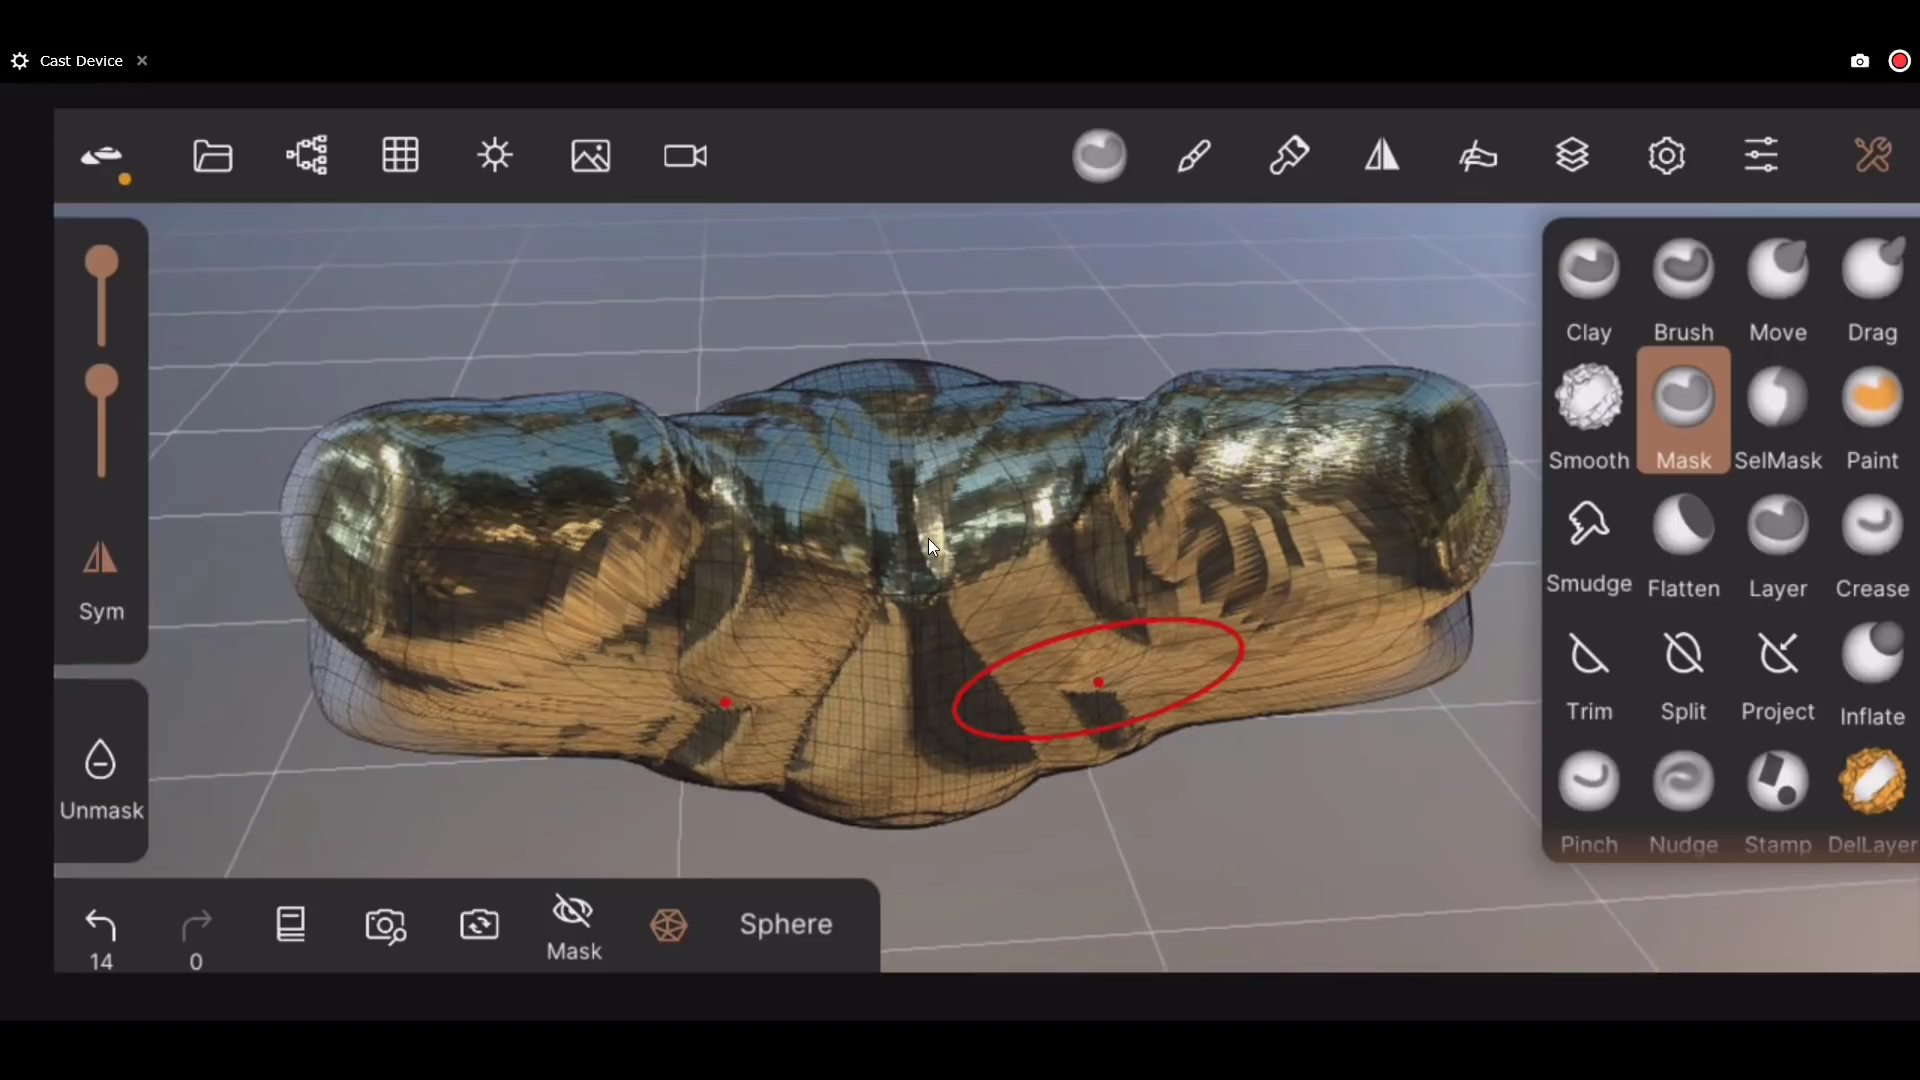 Cast Device
Clay Brush Move Drag
Sym
Smooth Mask SelMask Paint
Smudge Flatten Layer Crease
Trim Split Project Inflate
Unmask
Pinch Nudge Stamp DelLayer
Sphere
Mask
14 0